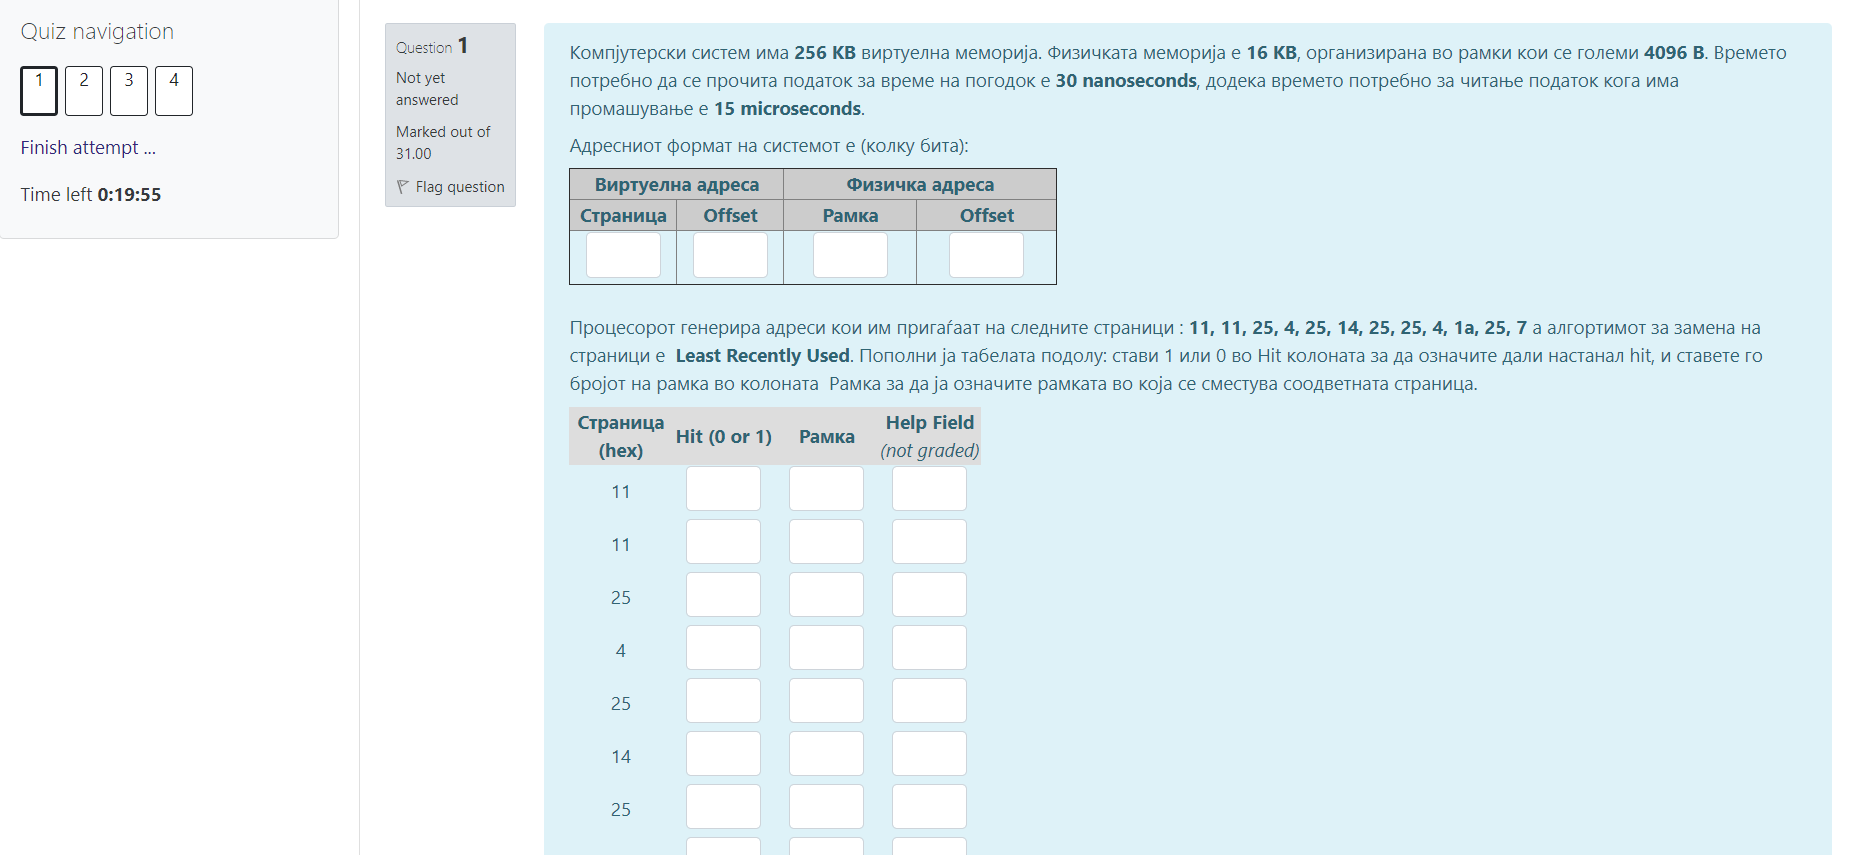 Quiz navigation
1 2 3 4
Finish attempt ...
Time left 0:19:55
Question 1
Not yet
answered
Marked out of
31.00
Flag question
Компјутерски систем има 256 KB виртуелна меморија. Физичката меморија е 16 KB, организирана во рамки кои се големи 4096 B. Времето
потребно да се прочита податок за време на погодок е 30 nanoseconds, додека времето потребно за читање податок кога има
промашување е 15 microseconds.
Адресниот формат на системот е (колку бита):
Виртуелна адреса Физичка адреса
Страница Offset Рамка Offset
Процесорот генерира адреси кои им пригаѓаат на следните страници : 11, 11, 25, 4, 25, 14, 25, 25, 4, 1a, 25, 7 а алгортимот за замена на
страници е Least Recently Used. Пополни ја табелата подолу: стави 1 или 0 во Hit колоната за да означите дали настанал hit, и ставете го
бројот на рамка во колоната Рамка за да ја означите рамката во која се сместува соодветната страница.
Страница (hex) Hit (0 or 1) Рамка Help Field (not graded)
11
11
25
4
25
14
25